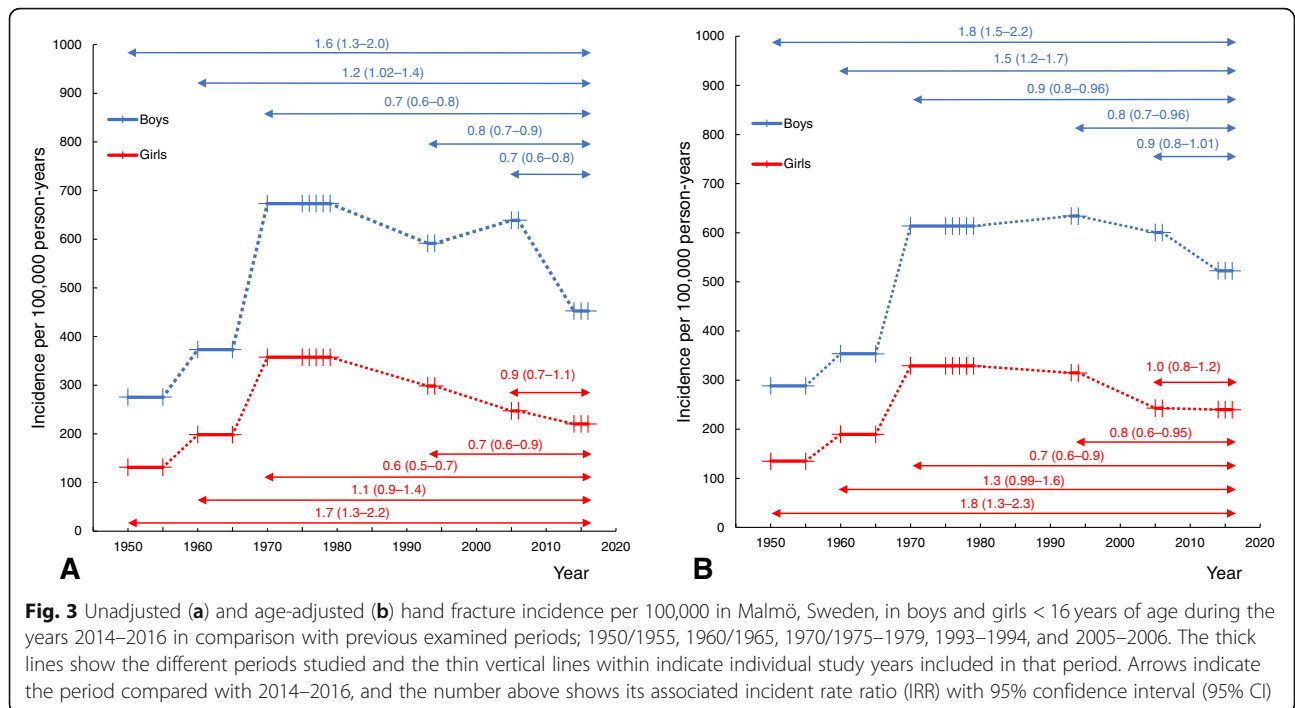 1000
900
800
700
600
500
400
300
200
100
0
Incidence per 100,000 person-years
Boys
Girls
1.6 (1.3–2.0)
1.2 (1.02–1.4)
0.7 (0.6–0.8)
0.8 (0.7–0.9)
0.7 (0.6–0.8)
0.9 (0.7–1.1)
0.7 (0.6–0.9)
0.6 (0.5–0.7)
1.1 (0.9–1.4)
1.7 (1.3–2.2)
1950 1960 1970 1980 1990 2000 2010 2020
A
Year
1000
900
800
700
600
500
400
300
200
100
0
Incidence per 100,000 person-years
Boys
Girls
1.8 (1.5–2.2)
1.5 (1.2–1.7)
0.9 (0.8–0.96)
0.8 (0.7–0.96)
0.9 (0.8–1.01)
1.0 (0.8–1.2)
0.8 (0.6–0.95)
0.7 (0.6–0.9)
1.3 (0.99–1.6)
1.8 (1.3–2.3)
1950 1960 1970 1980 1990 2000 2010 2020
B
Year
Fig. 3 Unadjusted (a) and age-adjusted (b) hand fracture incidence per 100,000 in Malmö, Sweden, in boys and girls < 16 years of age during the
years 2014–2016 in comparison with previous examined periods; 1950/1955, 1960/1965, 1970/1975–1979, 1993–1994, and 2005–2006. The thick
lines show the different periods studied and the thin vertical lines within indicate individual study years included in that period. Arrows indicate
the period compared with 2014–2016, and the number above shows its associated incident rate ratio (IRR) with 95% confidence interval (95% CI)